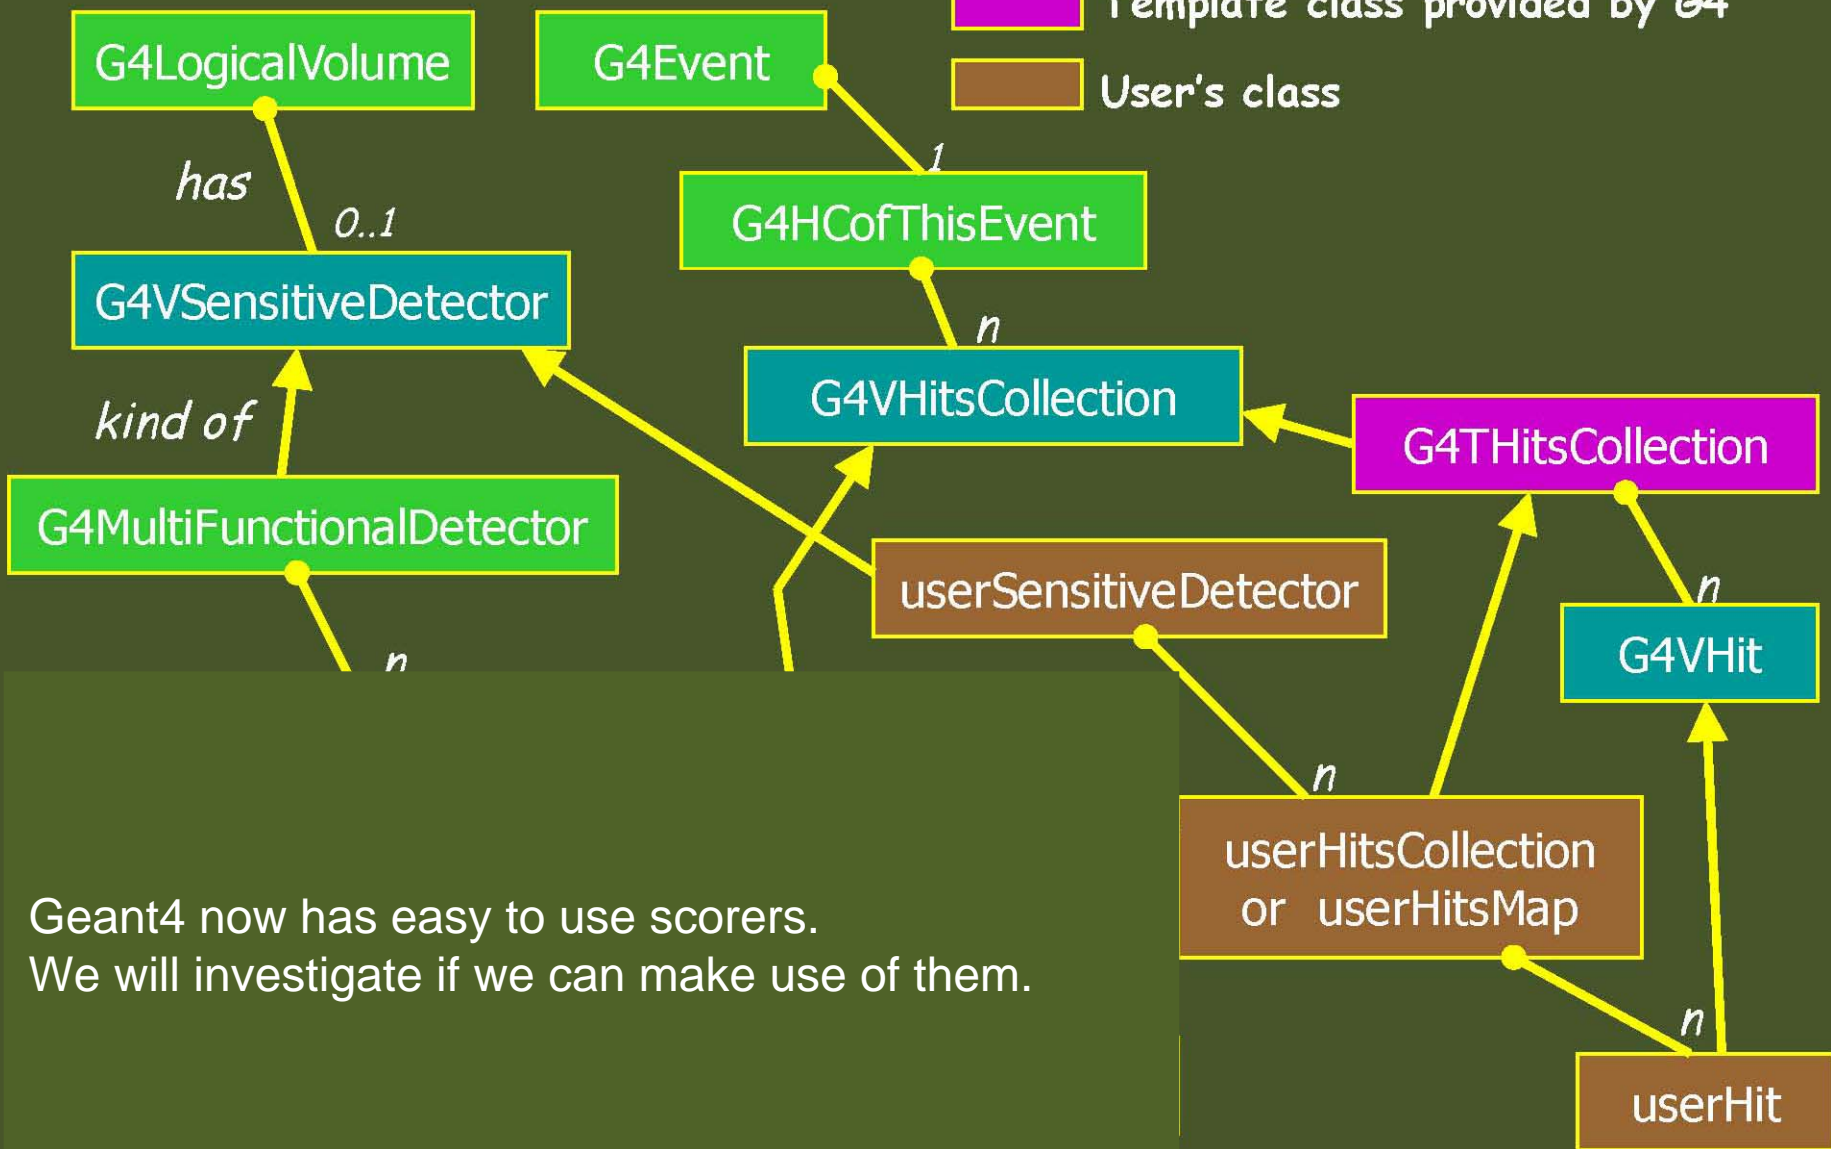 Template class provided by G4
G4LogicalVolume
G4Event
User's class
has
1
0..1
G4HCofThisEvent
G4VSensitiveDetector
n
G4VHitsCollection
kind of
G4THitsCollection
G4MultiFunctionalDetector
userSensitiveDetector
n
G4VHit
n
n
userHitsCollection
or userHitsMap
Geant4 now has easy to use scorers.
We will investigate if we can make use of them.
n
userHit